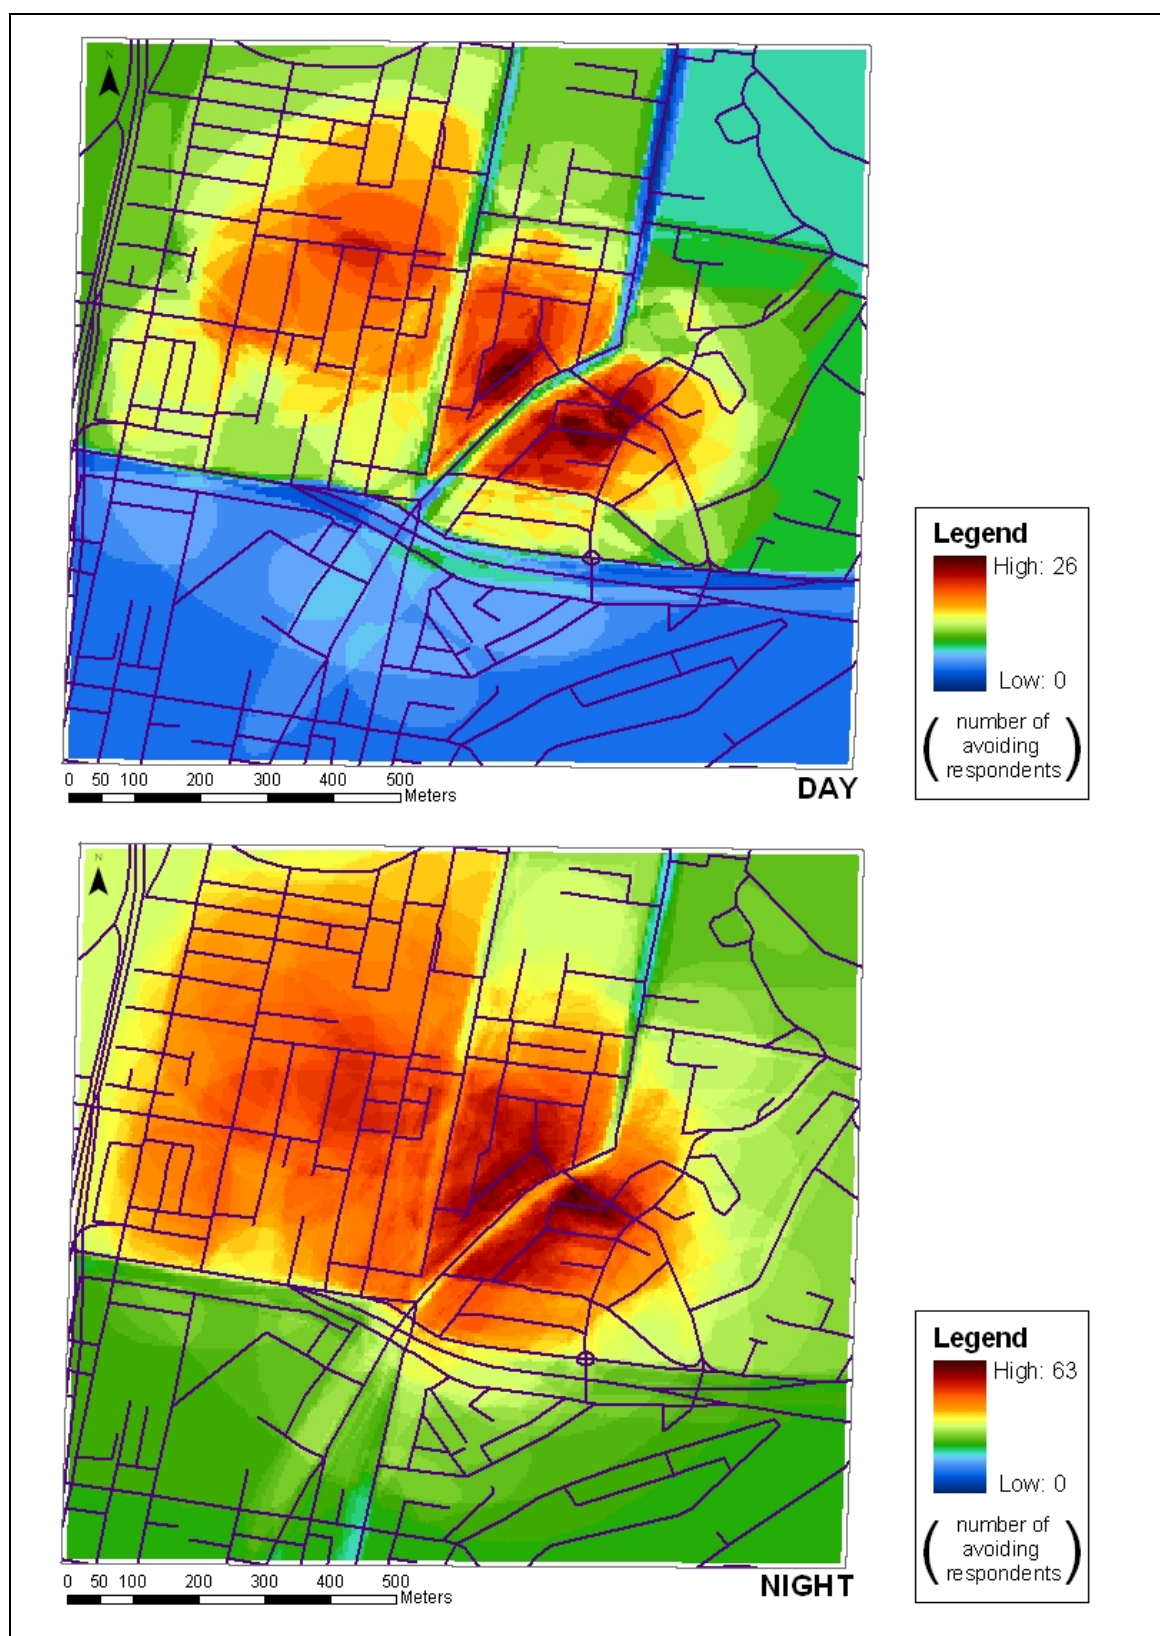 N
Legend
High: 26
Low: 0
( number of
avoiding
respondents )
0 50 100 200 300 400 500
Meters
DAY
N
Legend
High: 63
Low: 0
( number of
avoiding
respondents )
0 50 100 200 300 400 500
Meters
NIGHT